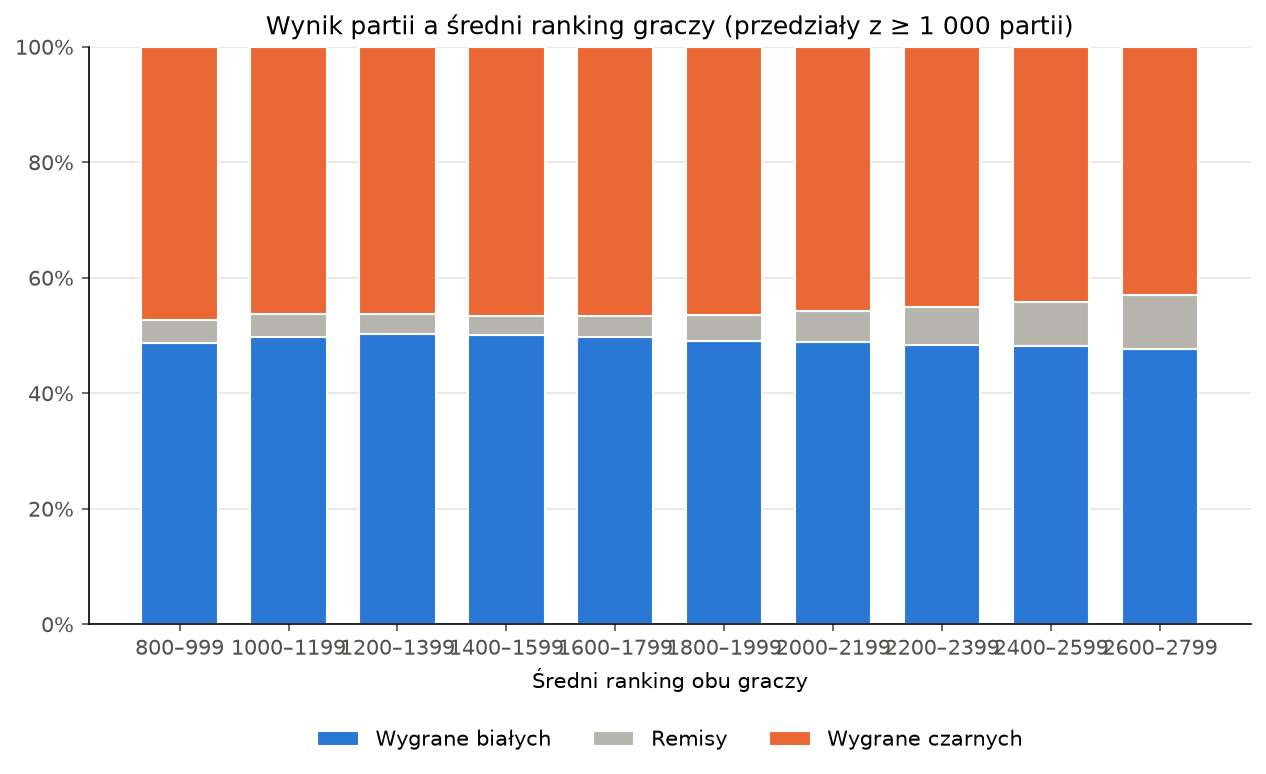 Wynik partii a średni ranking graczy (przedziały z ≥ 1 000 partii)
100%
80%
60%
40%
20%
0%
800–999 1000–1199 1200–1399 1400–1599 1600–1799 1800–1999 2000–2199 2200–2399 2400–2599 2600–2799
Średni ranking obu graczy
Wygrane białych Remisy Wygrane czarnych